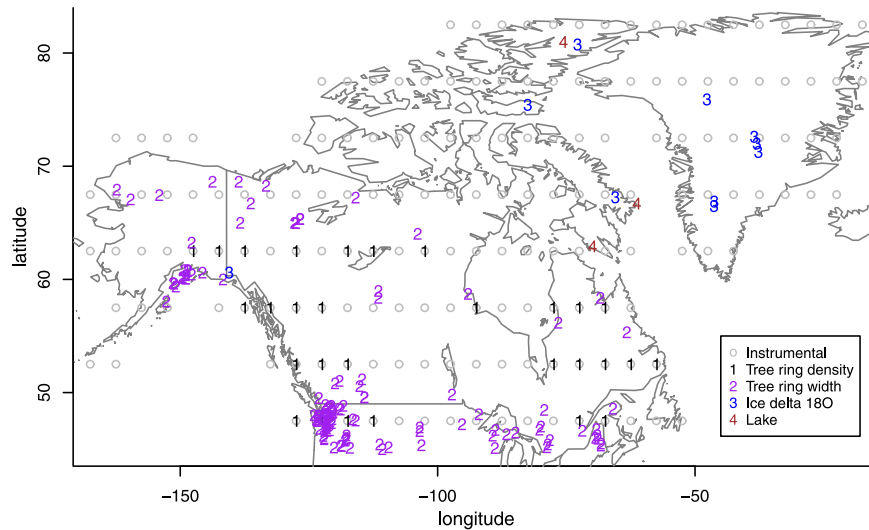 80
70
60
50
latitude
−150
−100
−50
longitude
Instrumental
1 Tree ring density
2 Tree ring width
3 Ice delta 18O
4 Lake